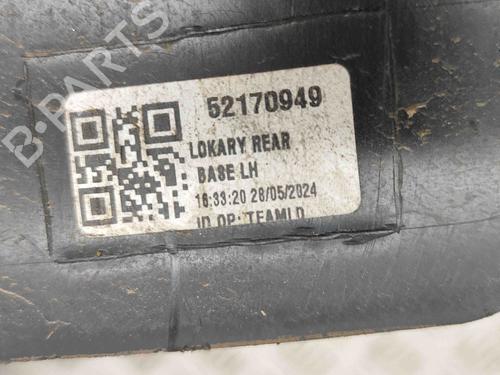 B-PARTS
52170949
LOKARY REAR
BASE LH
16:33:20 28/05/2024
ID OP: TEAMLD